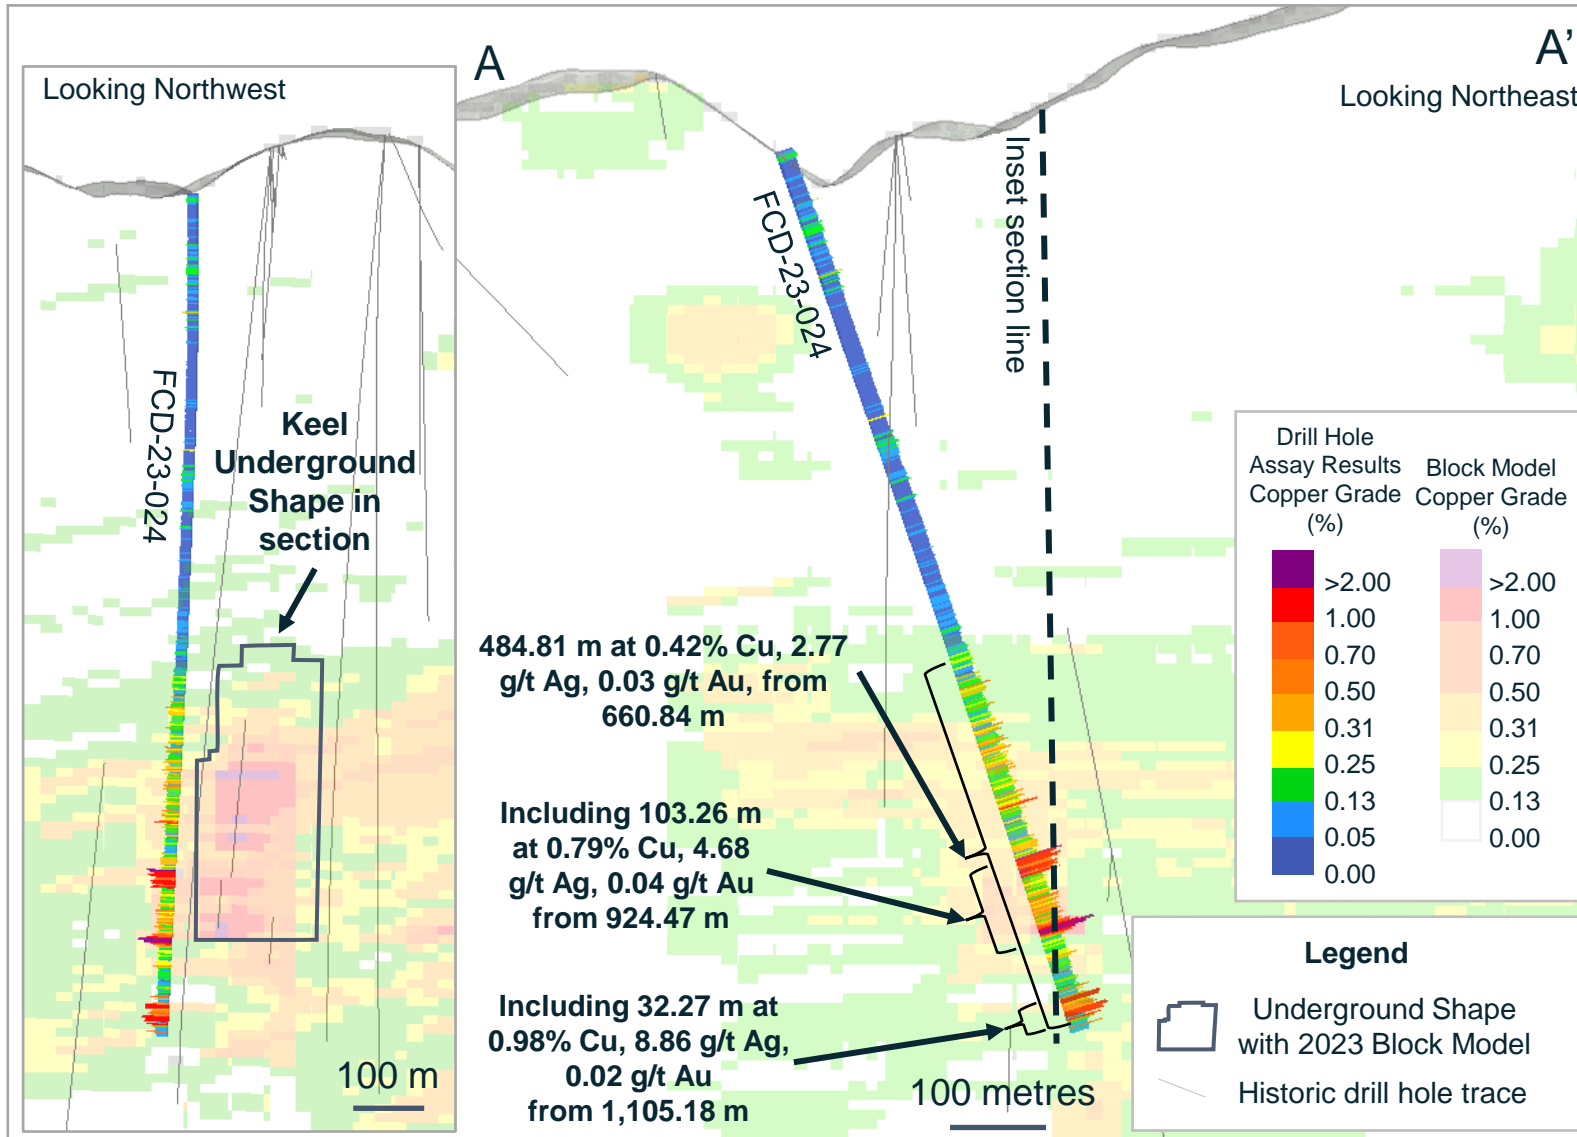 Looking Northwest
FCD-23-024
Keel
Underground
Shape in
section
100 m
A
A'
Looking Northeast
FCD-23-024
Inset section line
484.81 m at 0.42% Cu, 2.77
g/t Ag, 0.03 g/t Au, from
660.84 m
Including 103.26 m
at 0.79% Cu, 4.68
g/t Ag, 0.04 g/t Au
from 924.47 m
Including 32.27 m at
0.98% Cu, 8.86 g/t Ag,
0.02 g/t Au
from 1,105.18 m
100 metres
Drill Hole
Assay Results
Copper Grade
(%)
>2.00
1.00
0.70
0.50
0.31
0.25
0.13
0.05
0.00
Block Model
Copper Grade
(%)
>2.00
1.00
0.70
0.50
0.31
0.25
0.13
0.00
Legend
Underground Shape
with 2023 Block Model
Historic drill hole trace